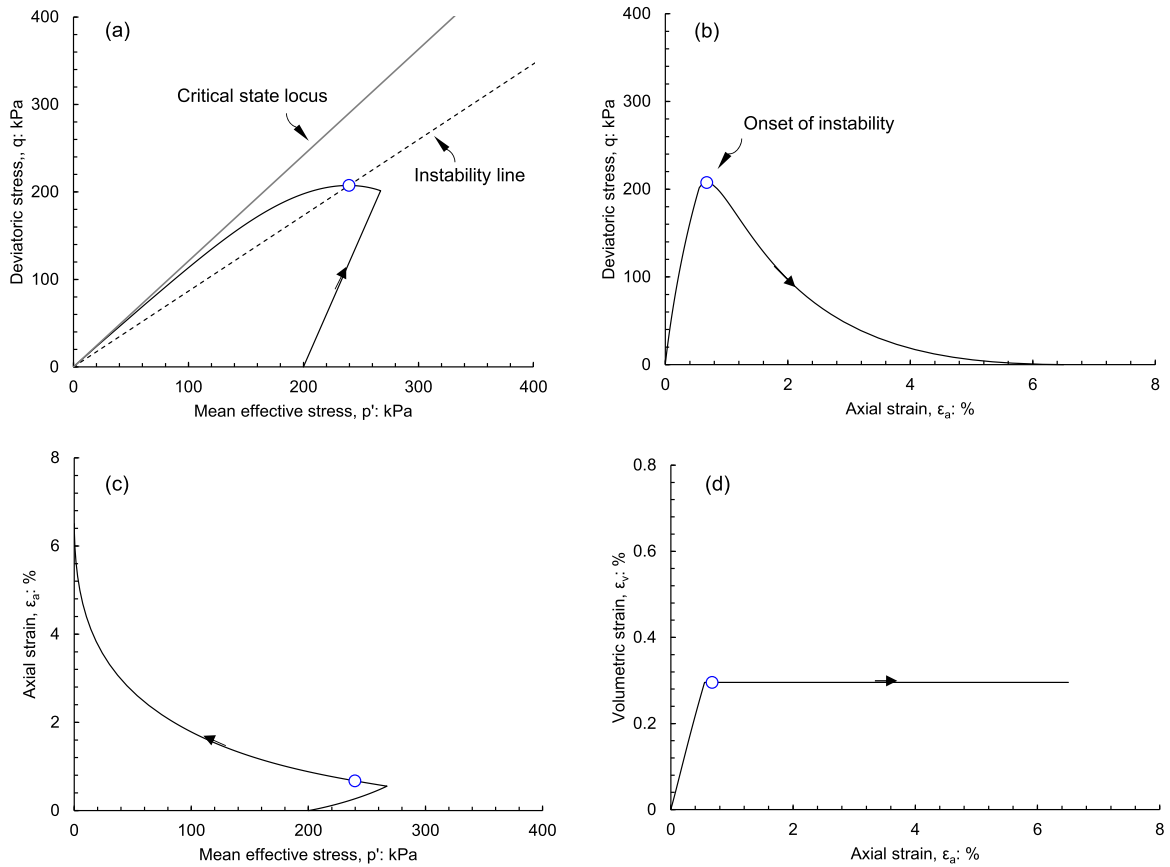 (a)
400
300
200
100
0
Deviatoric stress,, q: kPa
Critical state locus
Instability line
0 100 200 300 400
Mean effective stress, p': kPa
(b)
400
300
200
100
0
Deviatoric stress, q: kPa
Onset of instability
0 2 4 6 8
Axial strain, εa: %
(c)
8
6
4
2
0
Axial strain, εa: %
0 100 200 300 400
Mean effective stress, p': kPa
(d)
0.8
0.6
0.4
0.2
0
Volumetric strain, εv: %
0 2 4 6 8
Axial strain, εa: %